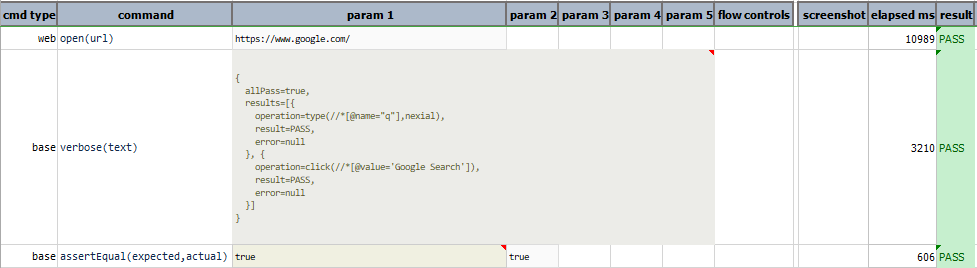 cmd type command param 1 param 2 param 3 param 4 param 5 flow controls screenshot elapsed ms result
web open(url) https://www.google.com/ 10989 PASS
{
allPass=true,
results=[{
operation=type(//*[@name="q"],nexial),
result=PASS,
error=null
base verbose(text) }, { 3210 PASS
operation=click(//*[@value='Google Search']),
result=PASS,
error=null
}]
}
base assertEqual(expected,actual) true true 606 PASS